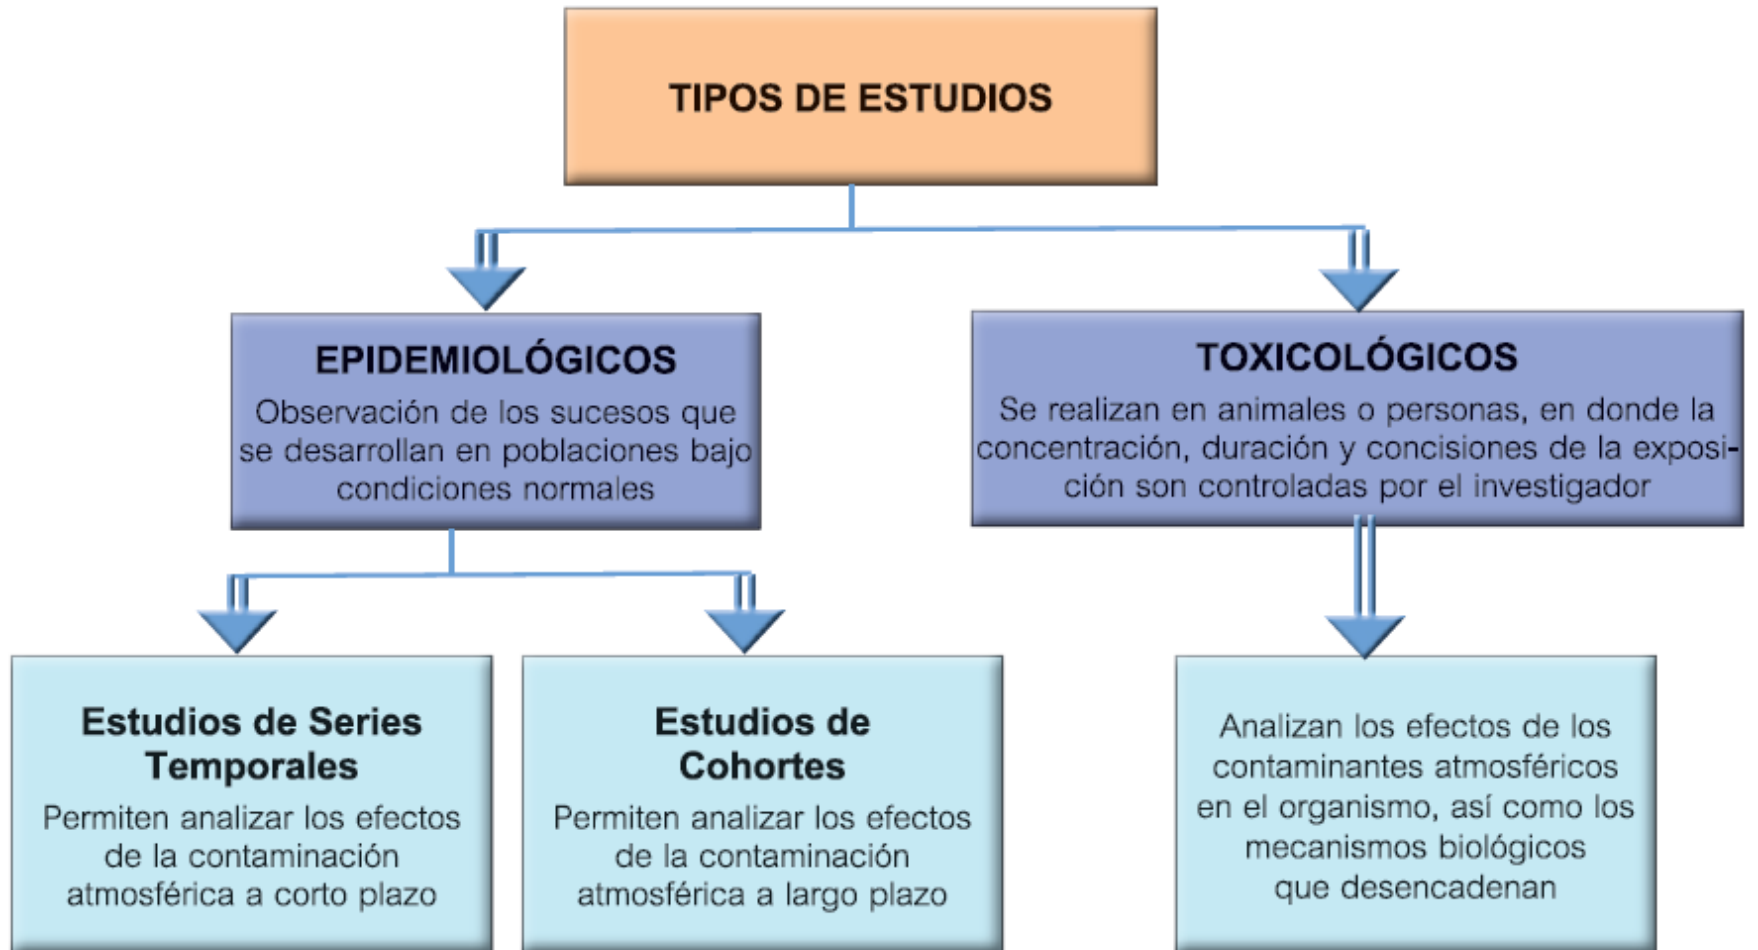 TIPOS DE ESTUDIOS
EPIDEMIOLÓGICOS
Observación de los sucesos que
se desarrollan en poblaciones bajo
condiciones normales
TOXICOLÓGICOS
Se realizan en animales o personas, en donde la
concentración, duración y concisiones de la exposi-
ción son controladas por el investigador
Estudios de Series
Temporales
Permiten analizar los efectos
de la contaminación
atmosférica a corto plazo
Estudios de
Cohortes
Permiten analizar los efectos
de la contaminación
atmosférica a largo plazo
Analizan los efectos de los
contaminantes atmosféricos
en el organismo, así como los
mecanismos biológicos
que desencadenan